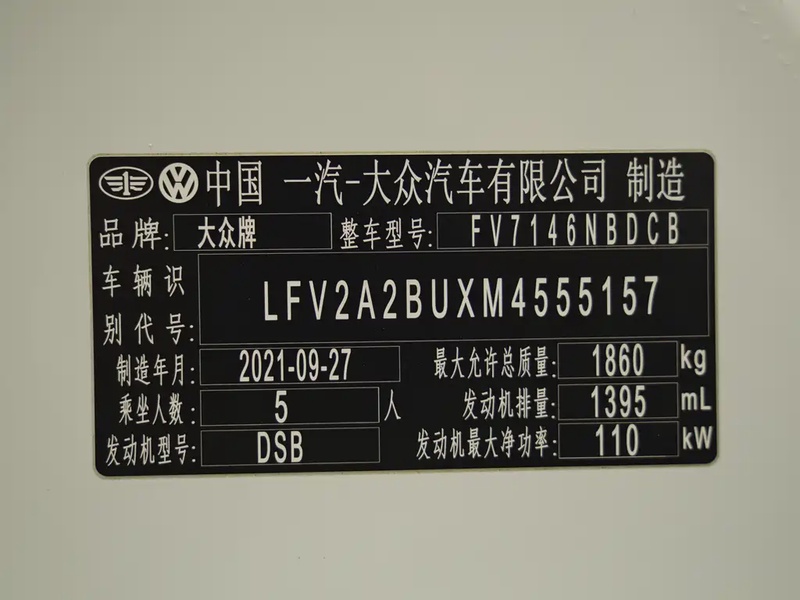 中国 一汽-大众汽车有限公司 制造
品牌: 大众牌 整车型号: FV7146NBDCB
车辆识别代号: LFV2A2BUXM4555157
制造年月: 2021-09-27 最大允许总质量: 1860 kg
乘坐人数: 5 人 发动机排量: 1395 mL
发动机型号: DSB 发动机最大净功率: 110 kW